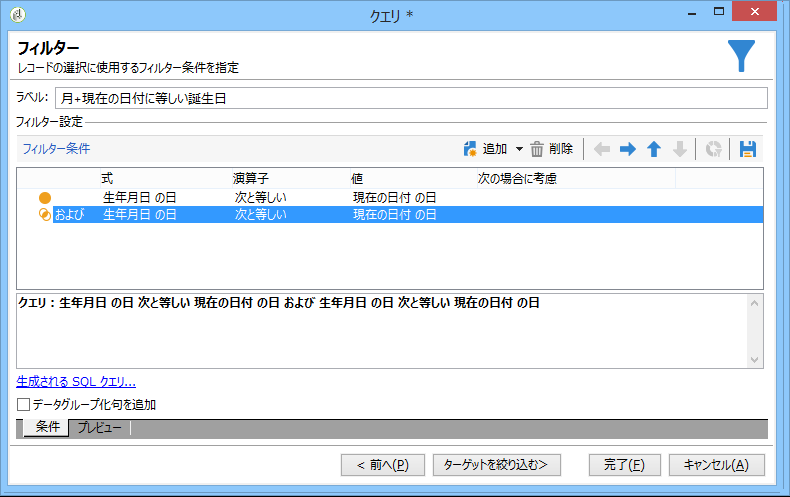 クエリ *
フィルター
レコードの選択に使用するフィルター条件を指定
ラベル: 月+現在の日付に等しい誕生日
フィルター設定
フィルター条件 追加 削除
式 演算子 値 次の場合に考慮
生年月日 の日 次と等しい 現在の日付 の日
および 生年月日 の日 次と等しい 現在の日付 の日
クエリ : 生年月日 の日 次と等しい 現在の日付 の日 および 生年月日 の日 次と等しい 現在の日付 の日
生成される SQL クエリ...
データグループ化句を追加
条件 プレビュー
< 前へ(P) ターゲットを絞り込む> 完了(F) キャンセル(A)